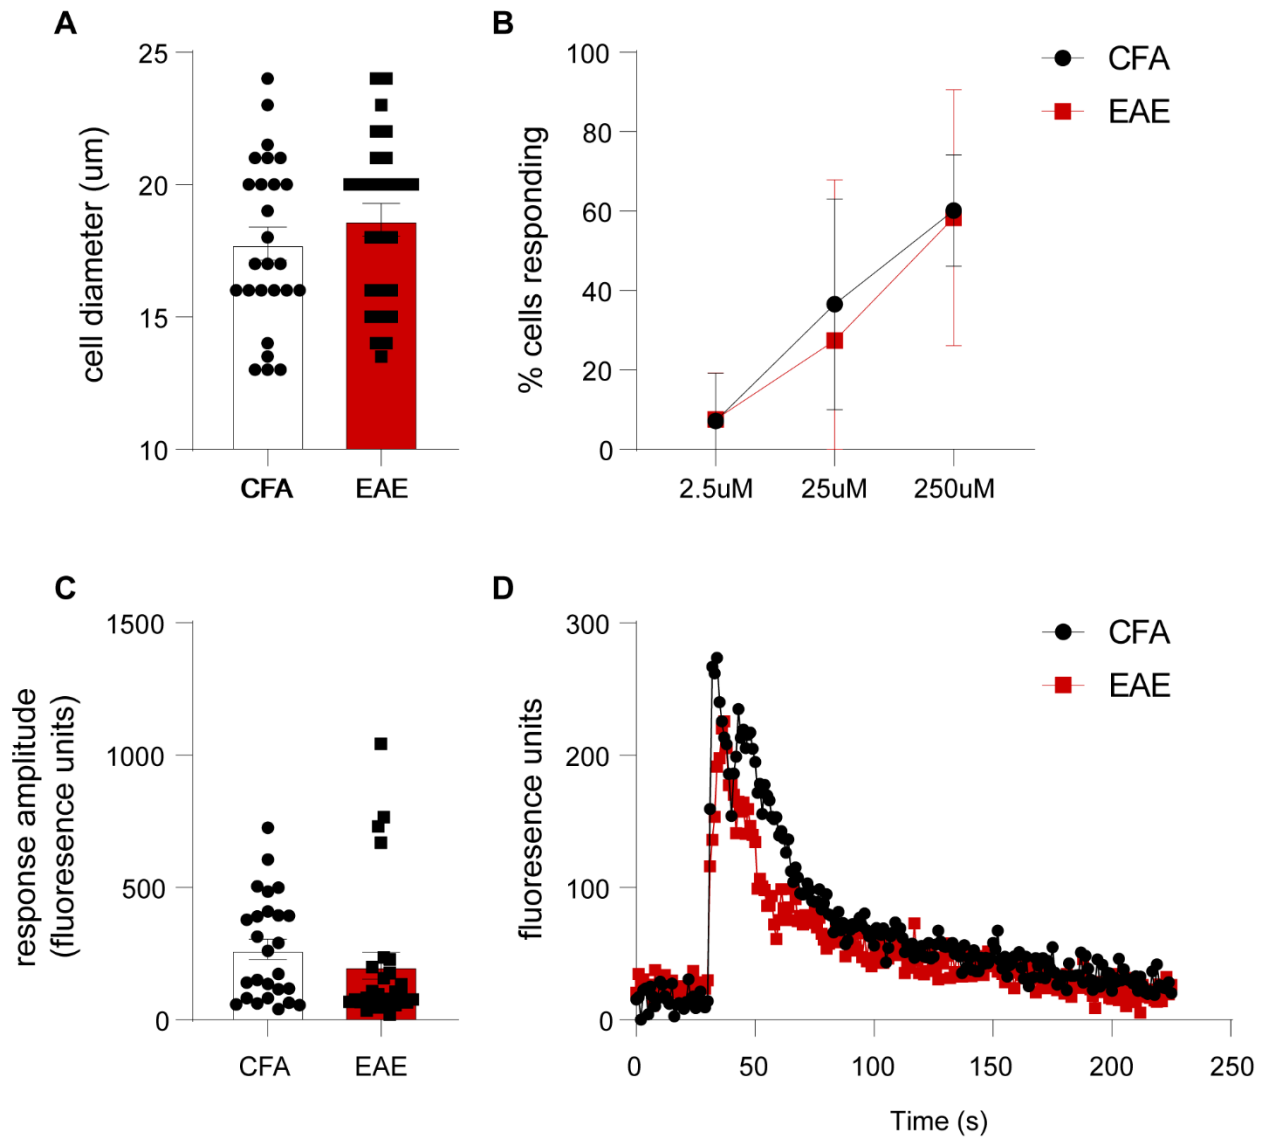 A
25
20
15
10
cell diameter (um)
CFA
EAE
B
100
80
60
40
20
0
% cells responding
2.5uM
25uM
250uM
CFA
EAE
C
1500
1000
500
0
response amplitude
(fluoresence units)
CFA
EAE
D
300
200
100
0
fluoresence units
0
50
100
150
200
250
Time (s)
CFA
EAE